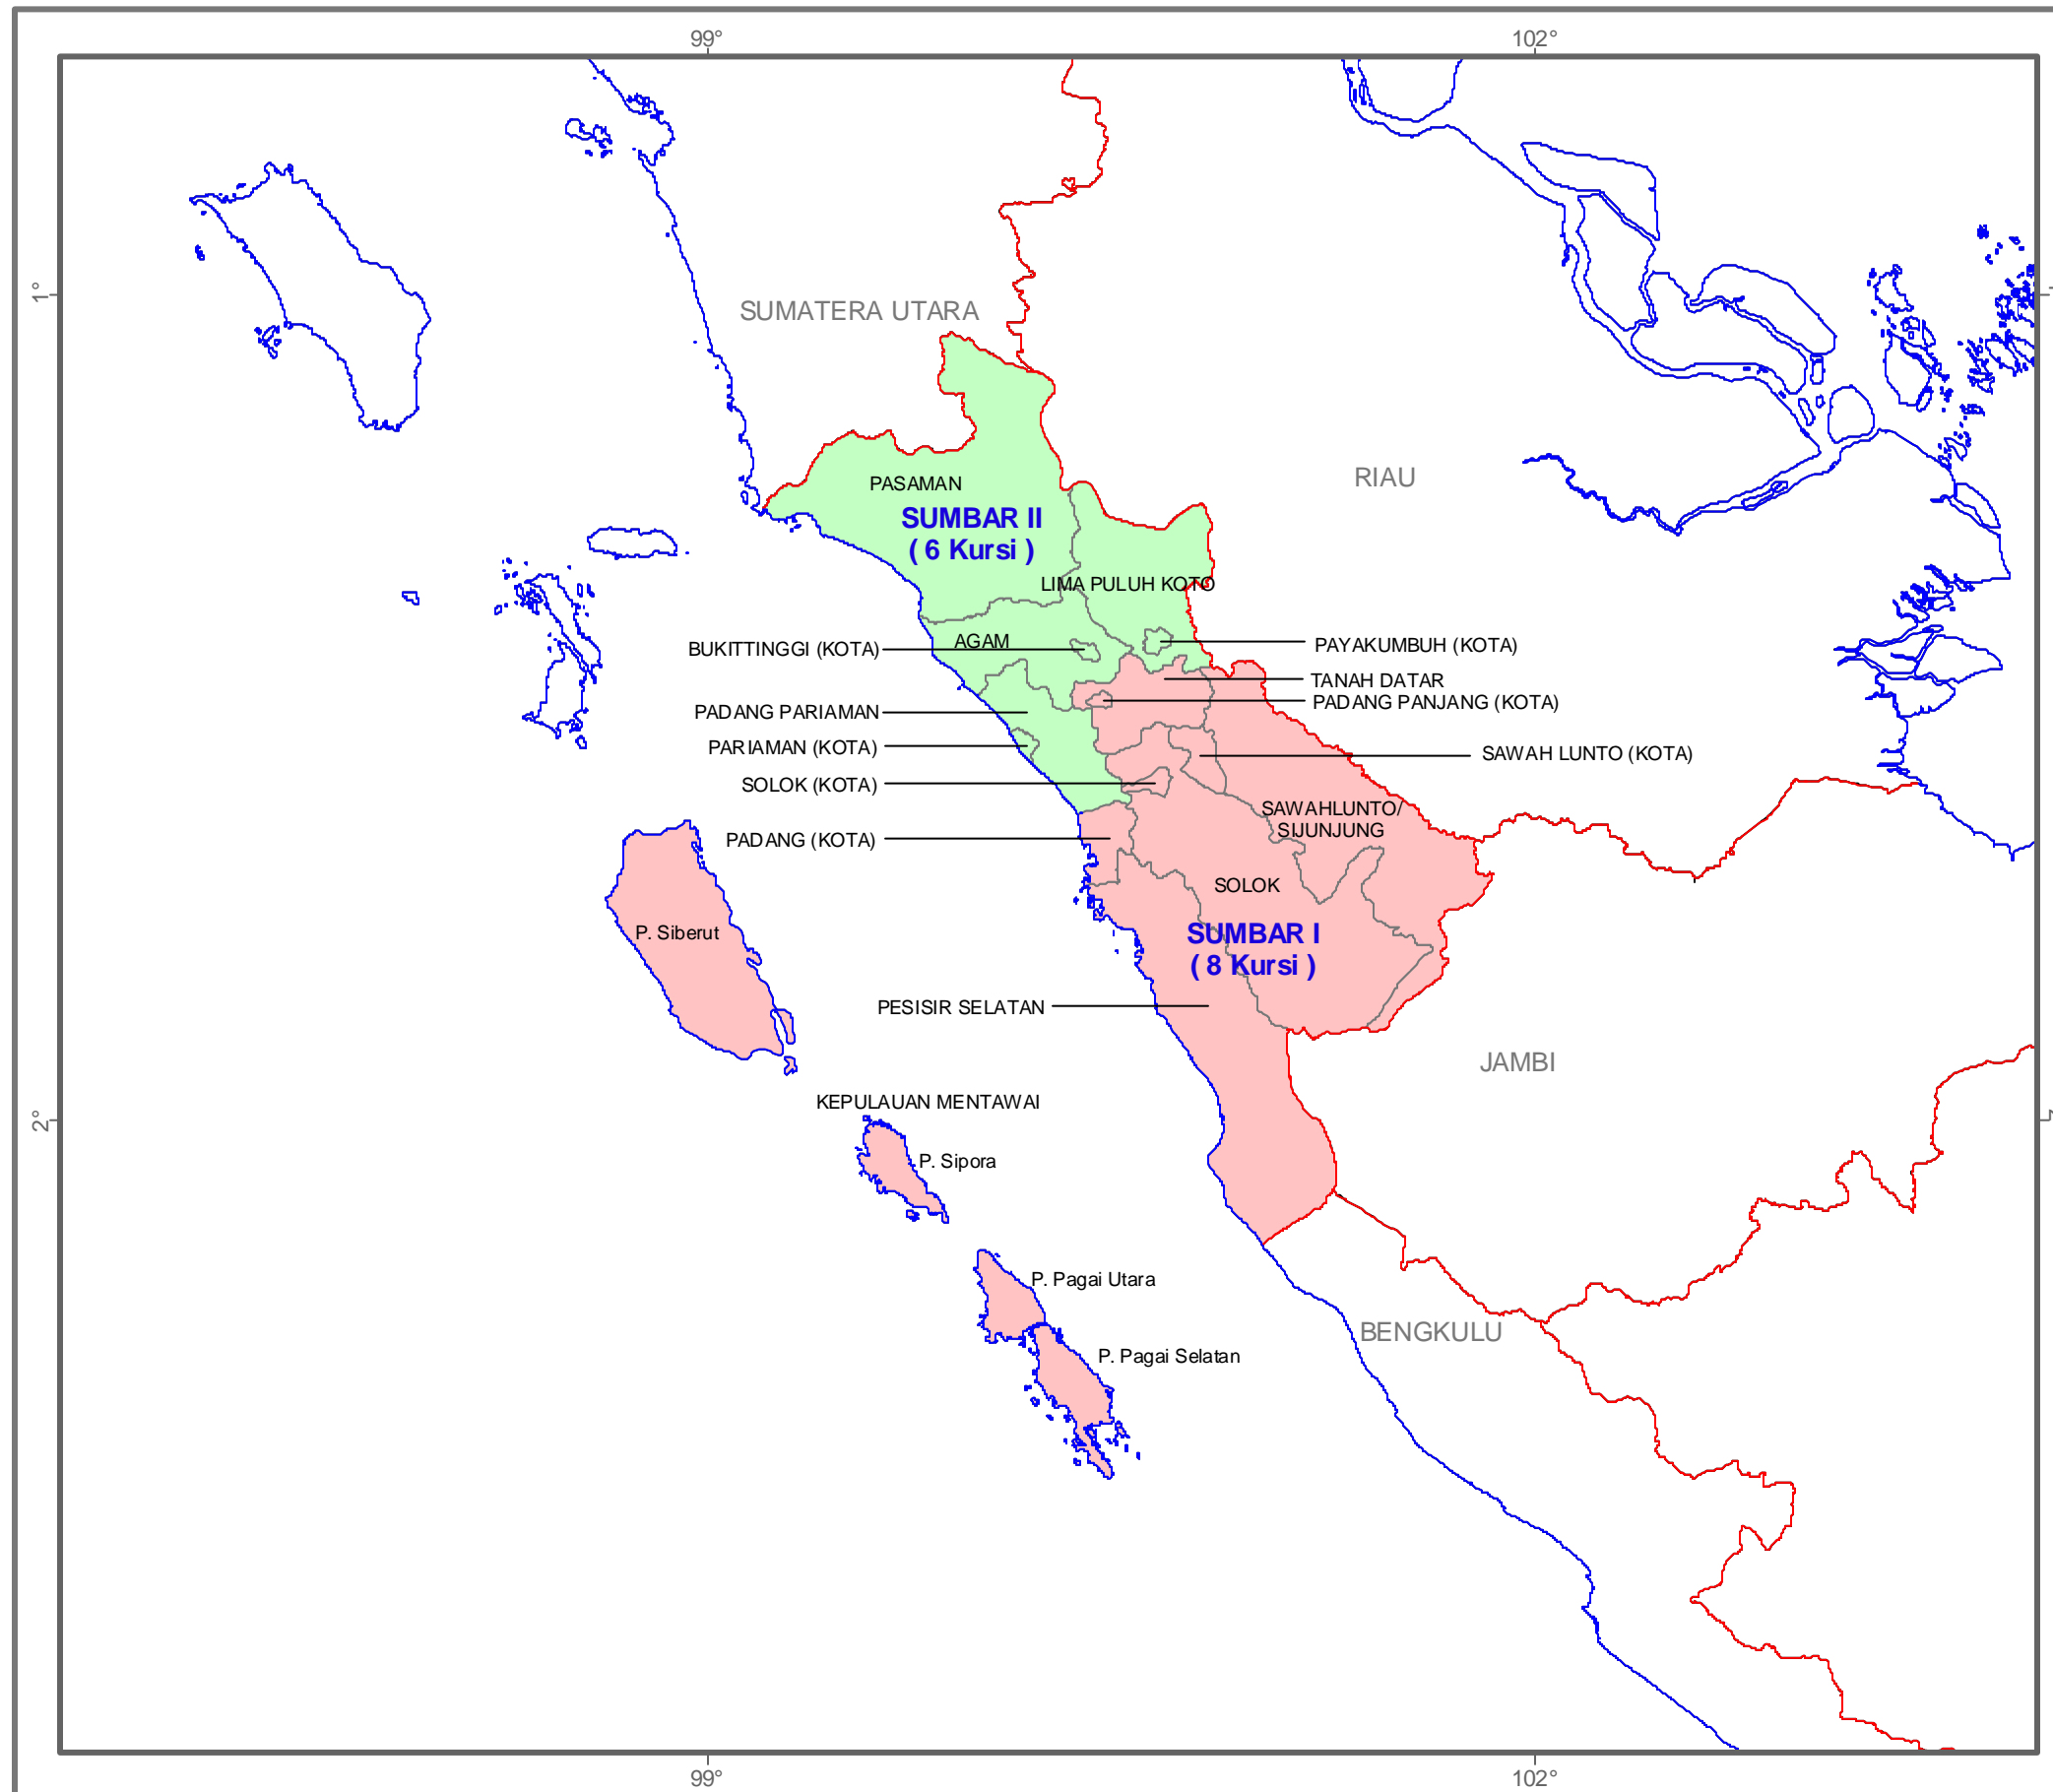 99°
102°
1°
SUMATERA UTARA
RIAU
PASAMAN
SUMBAR II
( 6 Kursi )
LIMA PULUH KOTO
AGAM
BUKITTINGGI (KOTA)
PAYAKUMBUH (KOTA)
TANAH DATAR
PADANG PANJANG (KOTA)
PADANG PARIAMAN
PARIAMAN (KOTA)
SAWAH LUNTO (KOTA)
SOLOK (KOTA)
SAWAHLUNTO/
SIJUNJUNG
PADANG (KOTA)
SOLOK
P. Siberut
SUMBAR I
( 8 Kursi )
PESISIR SELATAN
JAMBI
KEPULAUAN MENTAWAI
2°
P. Sipora
P. Pagai Utara
BENGKULU
P. Pagai Selatan
99°
102°